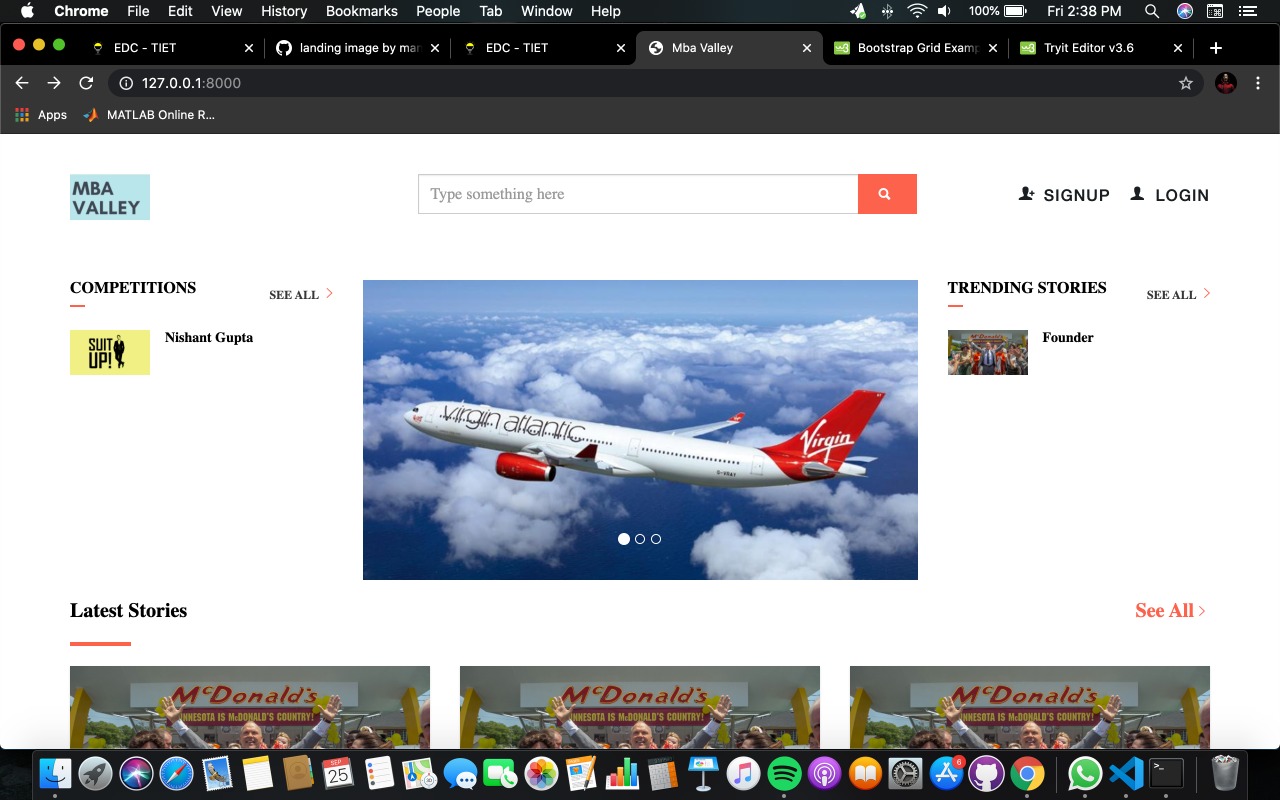 Chrome File Edit View History Bookmarks People Tab Window Help 100% Fri 2:38 PM
EDC - TIET landing image by mar EDC - TIET Mba Valley Bootstrap Grid Examp Tryit Editor v3.6
127.0.0.1:8000
Apps MATLAB Online R...
MBA
VALLEY
Type something here
SIGNUP LOGIN
COMPETITIONS SEE ALL
SUIT
UP!
Nishant Gupta
virgin atlantic
Virgin
TRENDING STORIES SEE ALL
McDonald's
Founder
Latest Stories See All
McDonald's McDonald's McDonald's
INNESOTA IS McDONALD'S COUNTRY! INNESOTA IS McDONALD'S COUNTRY! INNESOTA IS McDONALD'S COUNTRY!
SEP
25
6